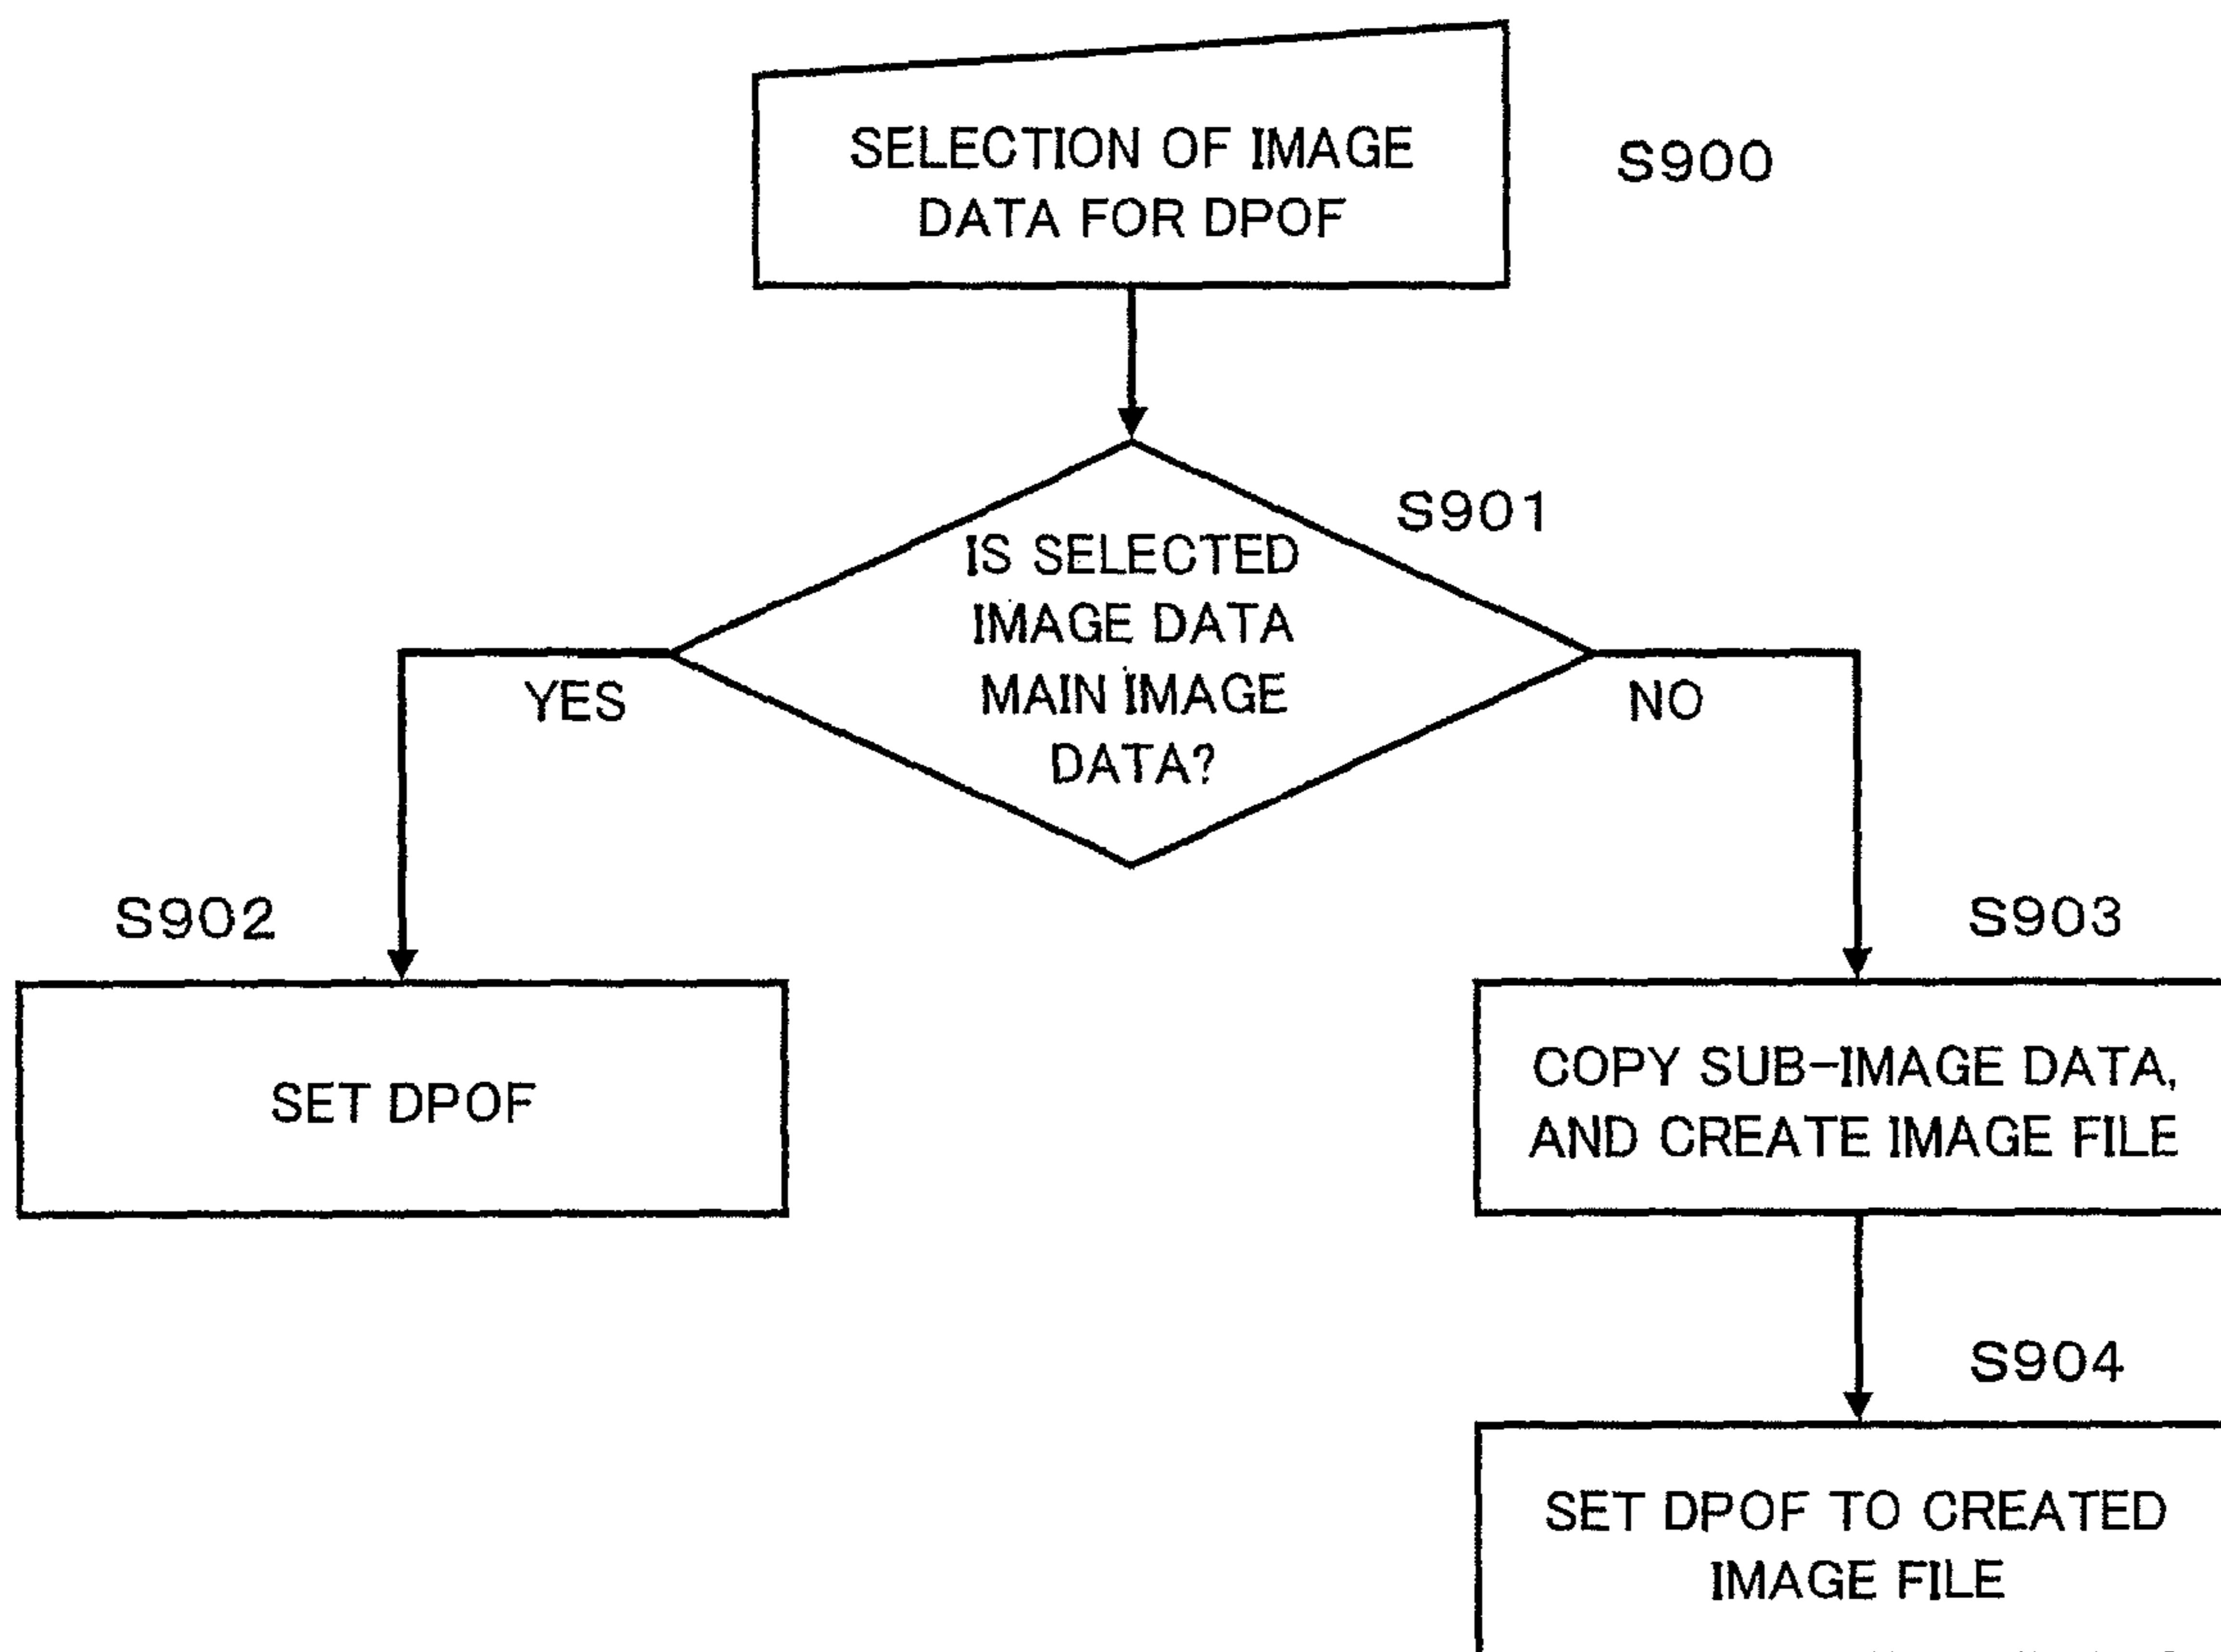 SELECTION OF IMAGE
DATA FOR DPOF
S900
S901
IS SELECTED
IMAGE DATA
MAIN IMAGE
DATA?
YES
NO
S902
SET DPOF
S903
COPY SUB-IMAGE DATA,
AND CREATE IMAGE FILE
S904
SET DPOF TO CREATED
IMAGE FILE